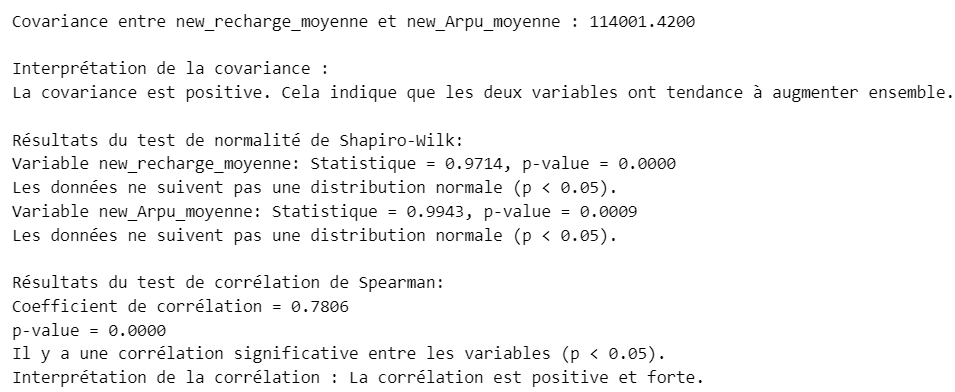 Covariance entre new_recharge_moyenne et new_Arpu_moyenne : 114001.4200
Interprétation de la covariance :
La covariance est positive. Cela indique que les deux variables ont tendance à augmenter ensemble.
Résultats du test de normalité de Shapiro-Wilk:
Variable new_recharge_moyenne: Statistique = 0.9714, p-value = 0.0000
Les données ne suivent pas une distribution normale (p < 0.05).
Variable new_Arpu_moyenne: Statistique = 0.9943, p-value = 0.0009
Les données ne suivent pas une distribution normale (p < 0.05).
Résultats du test de corrélation de Spearman:
Coefficient de corrélation = 0.7806
p-value = 0.0000
Il y a une corrélation significative entre les variables (p < 0.05).
Interprétation de la corrélation : La corrélation est positive et forte.